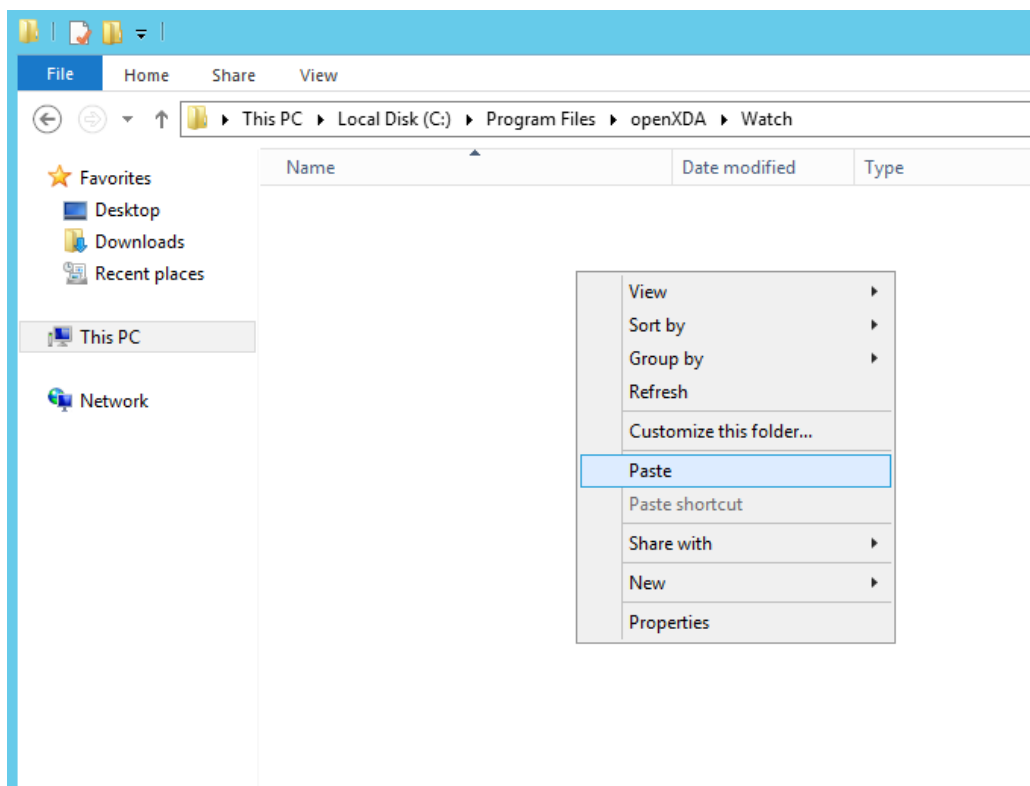 File Home Share View
This PC Local Disk (C:) Program Files openXDA Watch
Name Date modified Type
Favorites
Desktop
Downloads
Recent places
This PC
Network
View
Sort by
Group by
Refresh
Customize this folder...
Paste
Paste shortcut
Share with
New
Properties